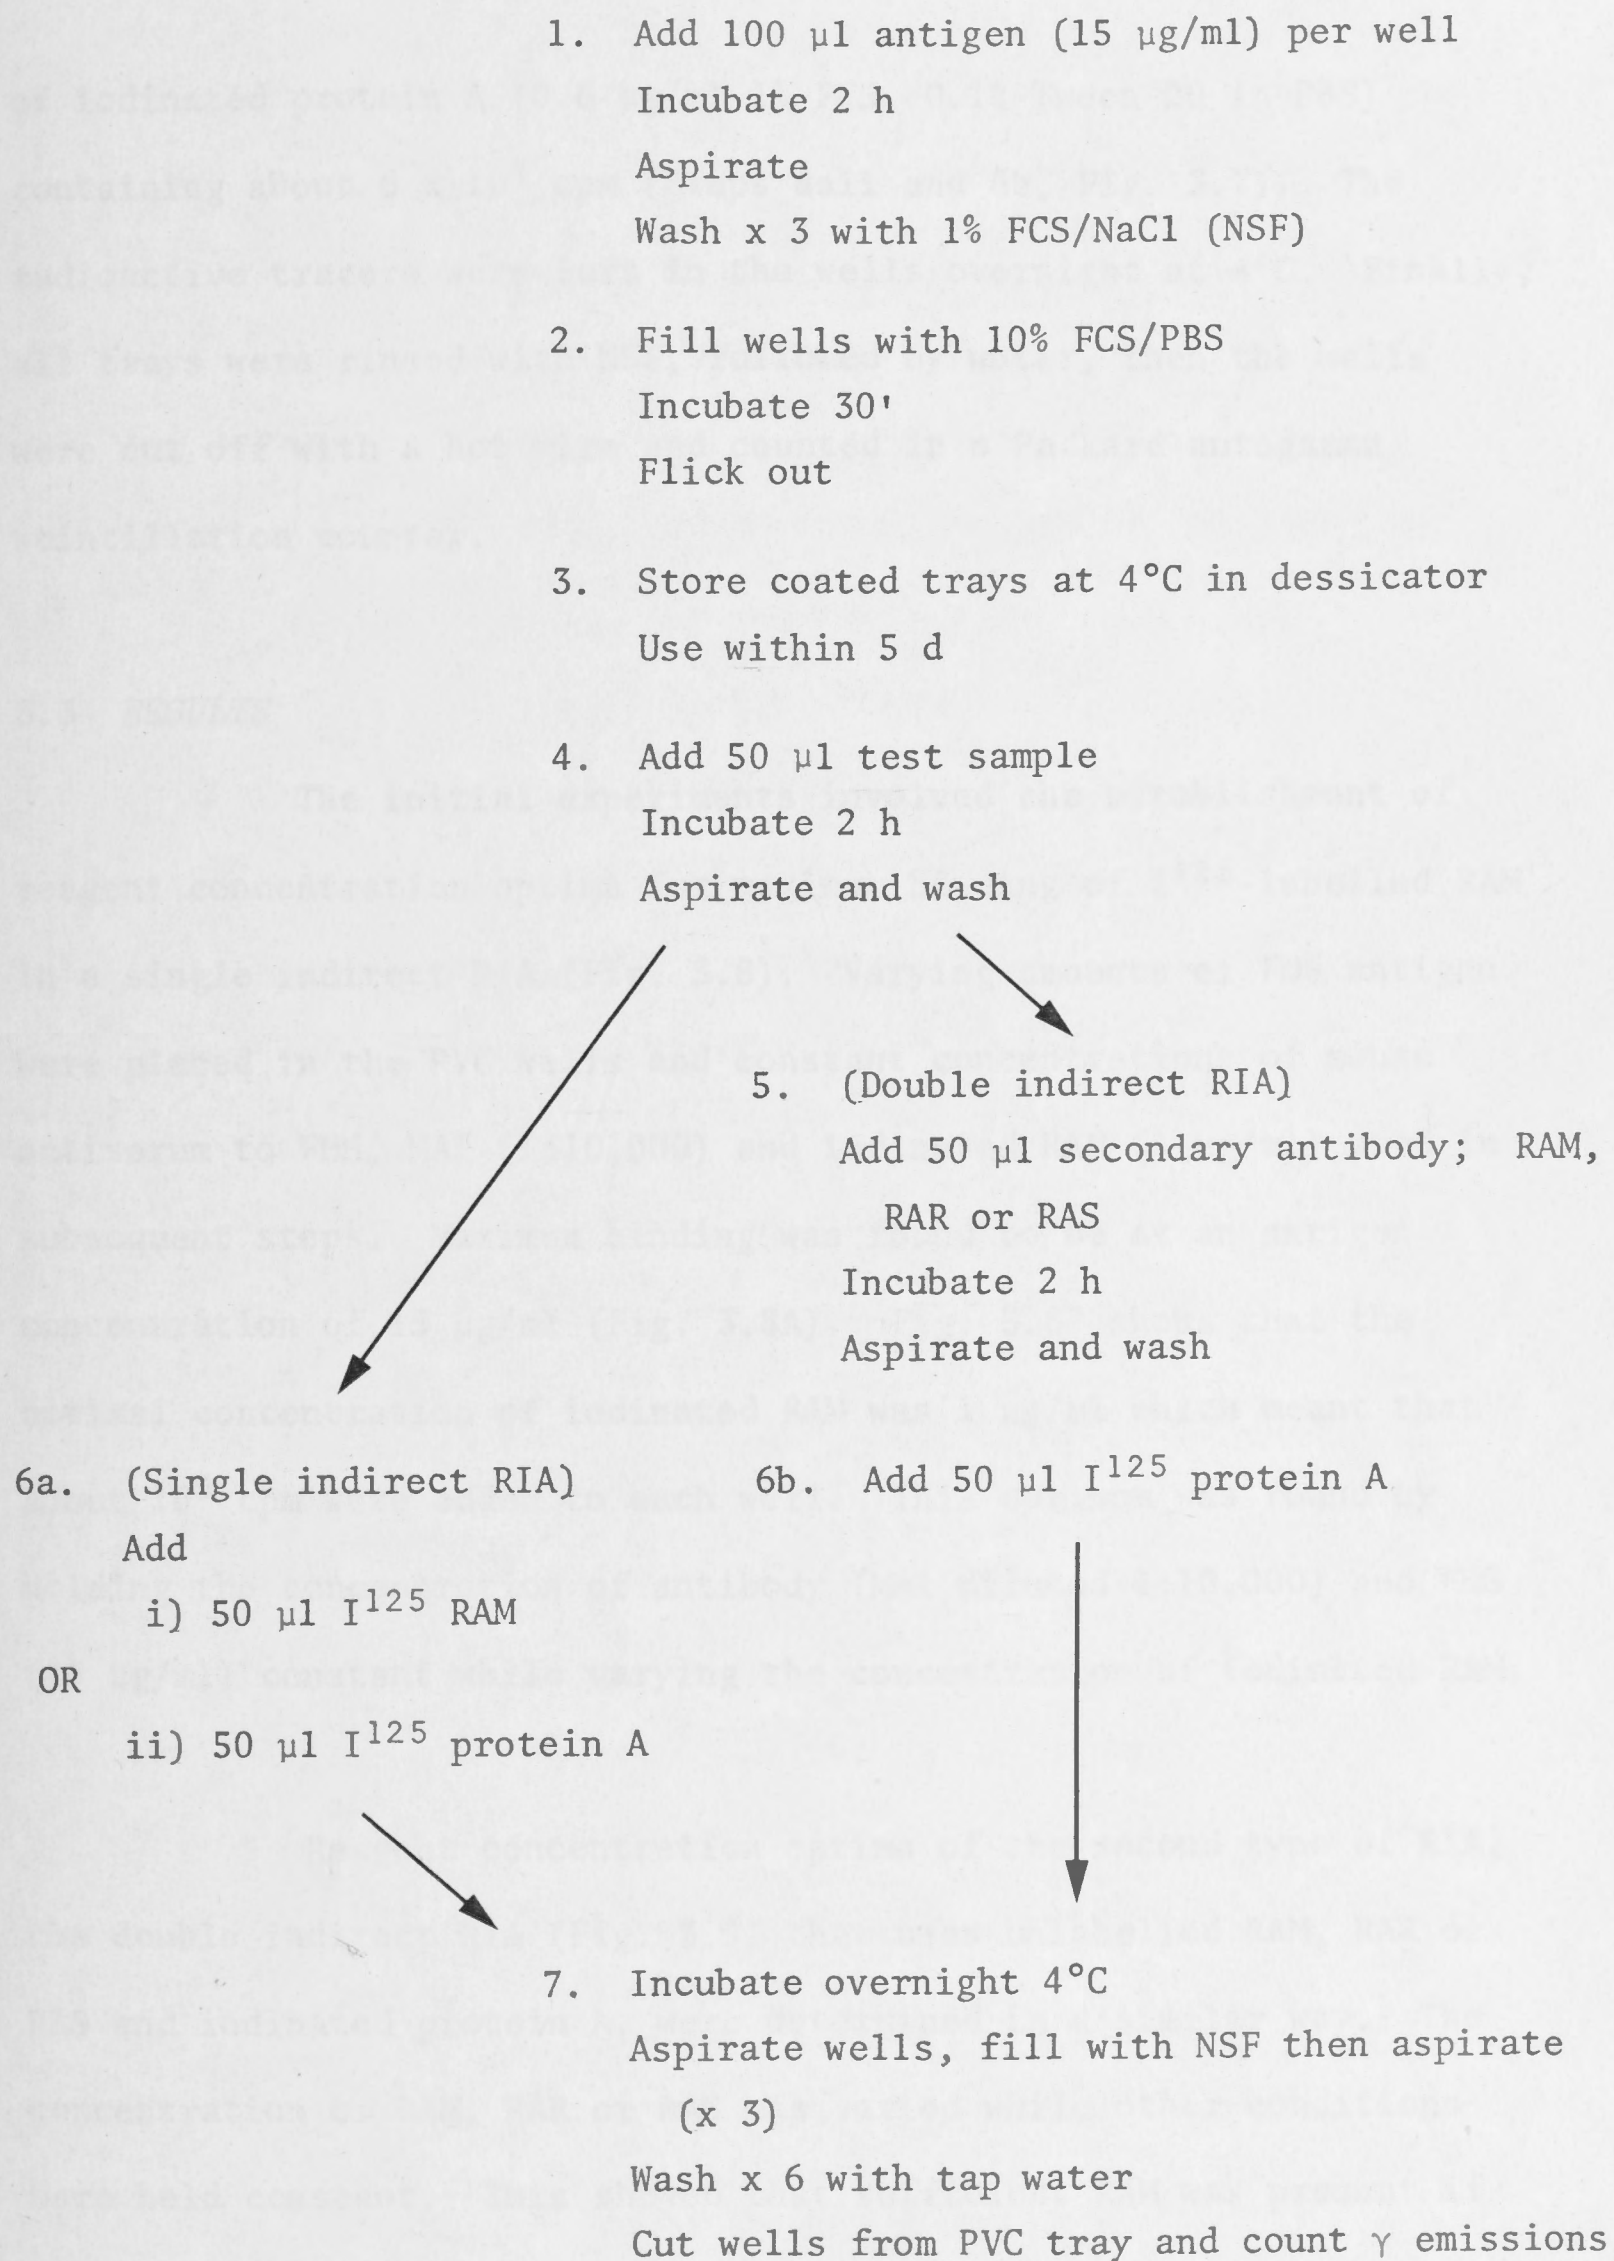 1. Add 100 µl antigen (15 µg/ml) per well
Incubate 2 h
Aspirate
Wash x 3 with 1% FCS/NaCl (NSF)
2. Fill wells with 10% FCS/PBS
Incubate 30'
Flick out
3. Store coated trays at 4°C in dessicator
Use within 5 d
4. Add 50 µl test sample
Incubate 2 h
Aspirate and wash
5. (Double indirect RIA)
Add 50 µl secondary antibody; RAM,
RAR or RAS
Incubate 2 h
Aspirate and wash
6a. (Single indirect RIA)
Add
i) 50 µl I¹²⁵ RAM
OR
ii) 50 µl I¹²⁵ protein A
6b. Add 50 µl I¹²⁵ protein A
7. Incubate overnight 4°C
Aspirate wells, fill with NSF then aspirate
(x 3)
Wash x 6 with tap water
Cut wells from PVC tray and count γ emissions